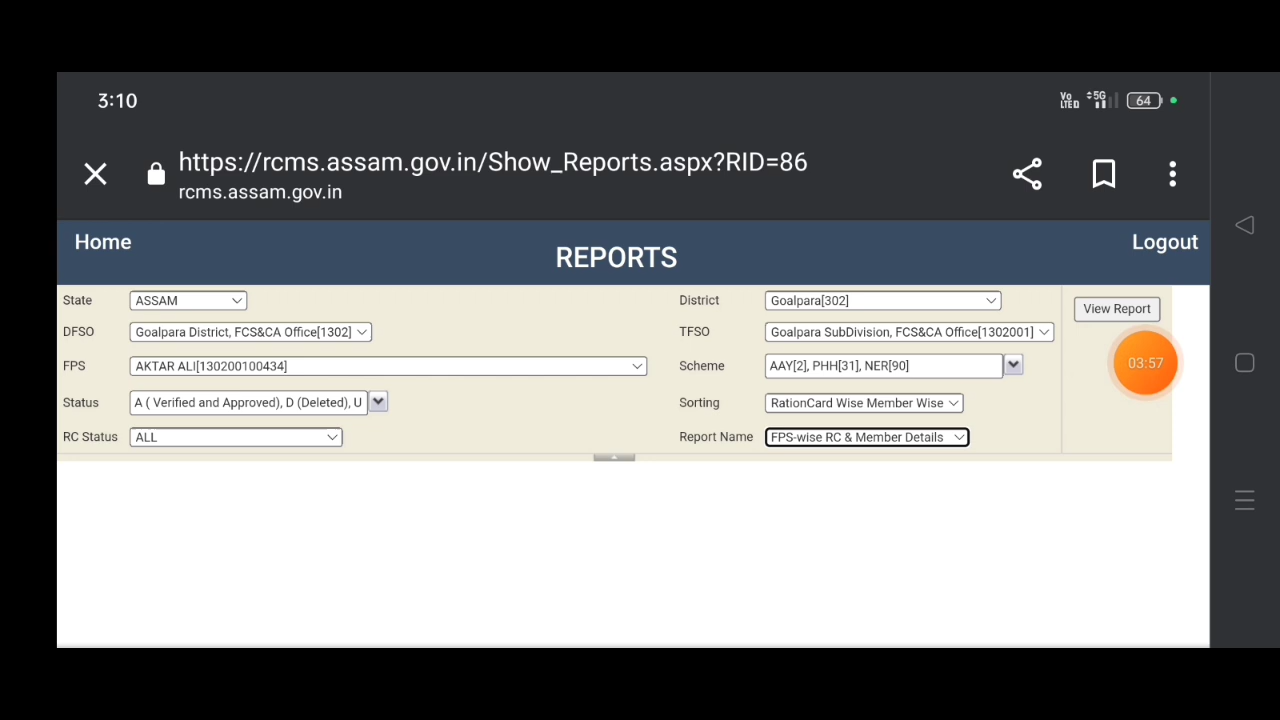 3:10
Vo LTED 5G 64
https://rcms.assam.gov.in/Show_Reports.aspx?RID=86
rcms.assam.gov.in
Home REPORTS Logout
State ASSAM District Goalpara[302] View Report
DFSO Goalpara District, FCS&CA Office[1302] TFSO Goalpara SubDivision, FCS&CA Office[1302001]
FPS AKTAR ALI[130200100434] Scheme AAY[2], PHH[31], NER[90] 03:57
Status A ( Verified and Approved), D (Deleted), U Sorting RationCard Wise Member Wise
RC Status ALL Report Name FPS-wise RC & Member Details